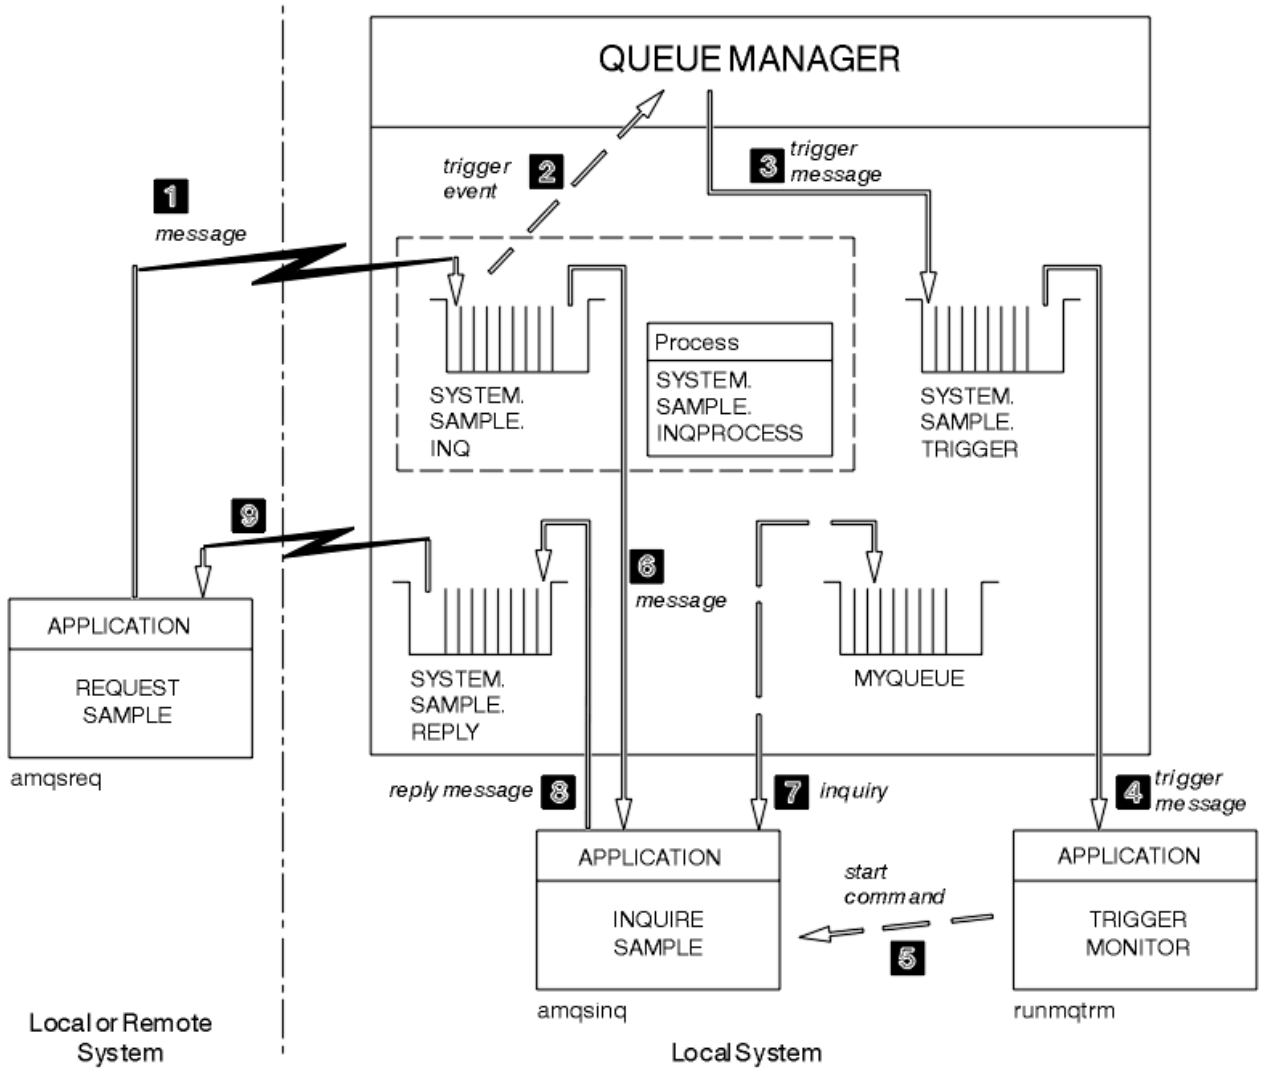 QUEUE MANAGER
trigger
event
2
3
trigger
message
1
message
Process
SYSTEM.
SAMPLE.
INQPROCESS
SYSTEM.
SAMPLE.
INQ
SYSTEM.
SAMPLE.
TRIGGER
9
6
message
APPLICATION
REQUEST
SAMPLE
amqsreq
SYSTEM.
SAMPLE.
REPLY
MYQUEUE
reply message
8
7
inquiry
4
trigger
message
APPLICATION
INQUIRE
SAMPLE
amqsinq
start
command
5
APPLICATION
TRIGGER
MONITOR
runmqtrm
Local or Remote
System
Local System